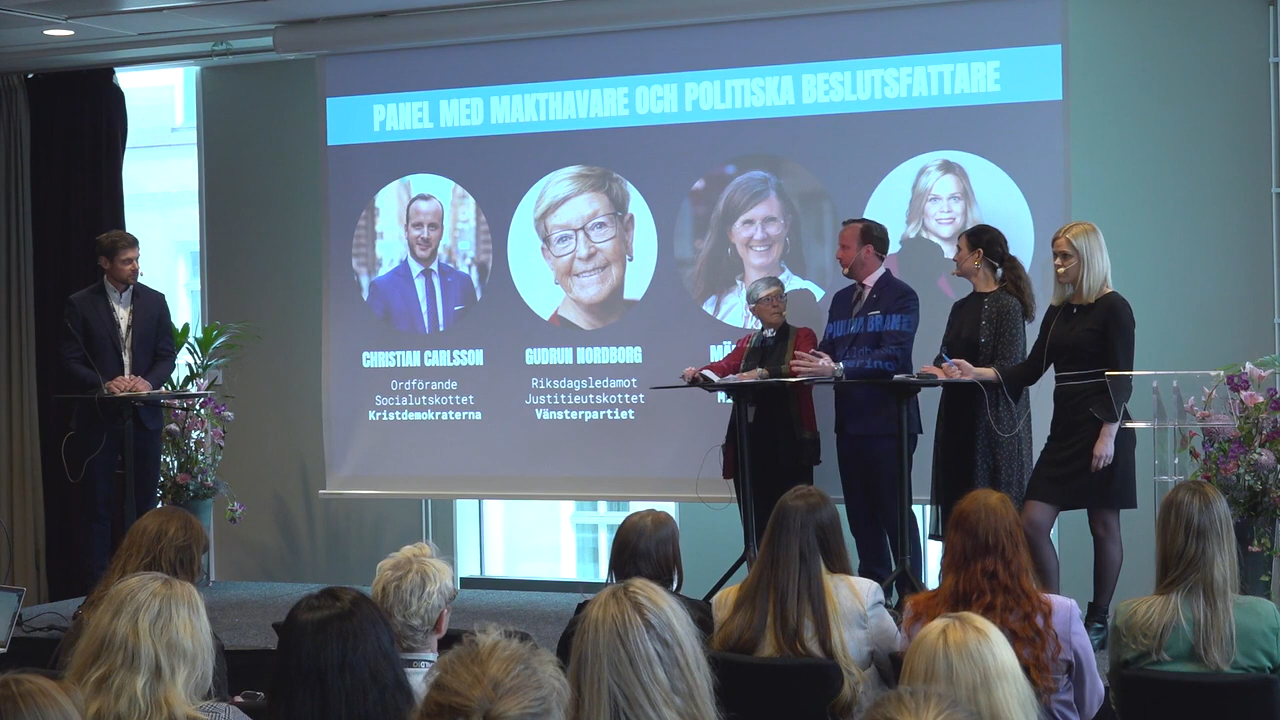 PANEL MED MAKTHAVARE OCH POLITISKA BESLUTSFATTARE
CHRISTIAN CARLSSON
Ordförande
Socialutskottet
Kristdemokraterna
GUDRUN NORDBORG
Riksdagsledamot
Justitieutskottet
Vänsterpartiet